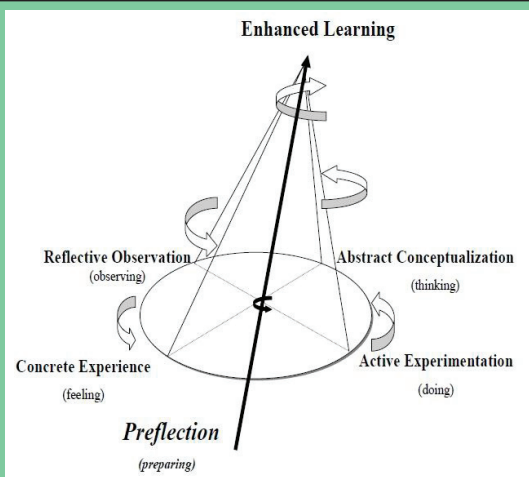 Enhanced Learning
Reflective Observation
(observing)
Abstract Conceptualization
(thinking)
Concrete Experience
(feeling)
Active Experimentation
(doing)
Preflection
(preparing)